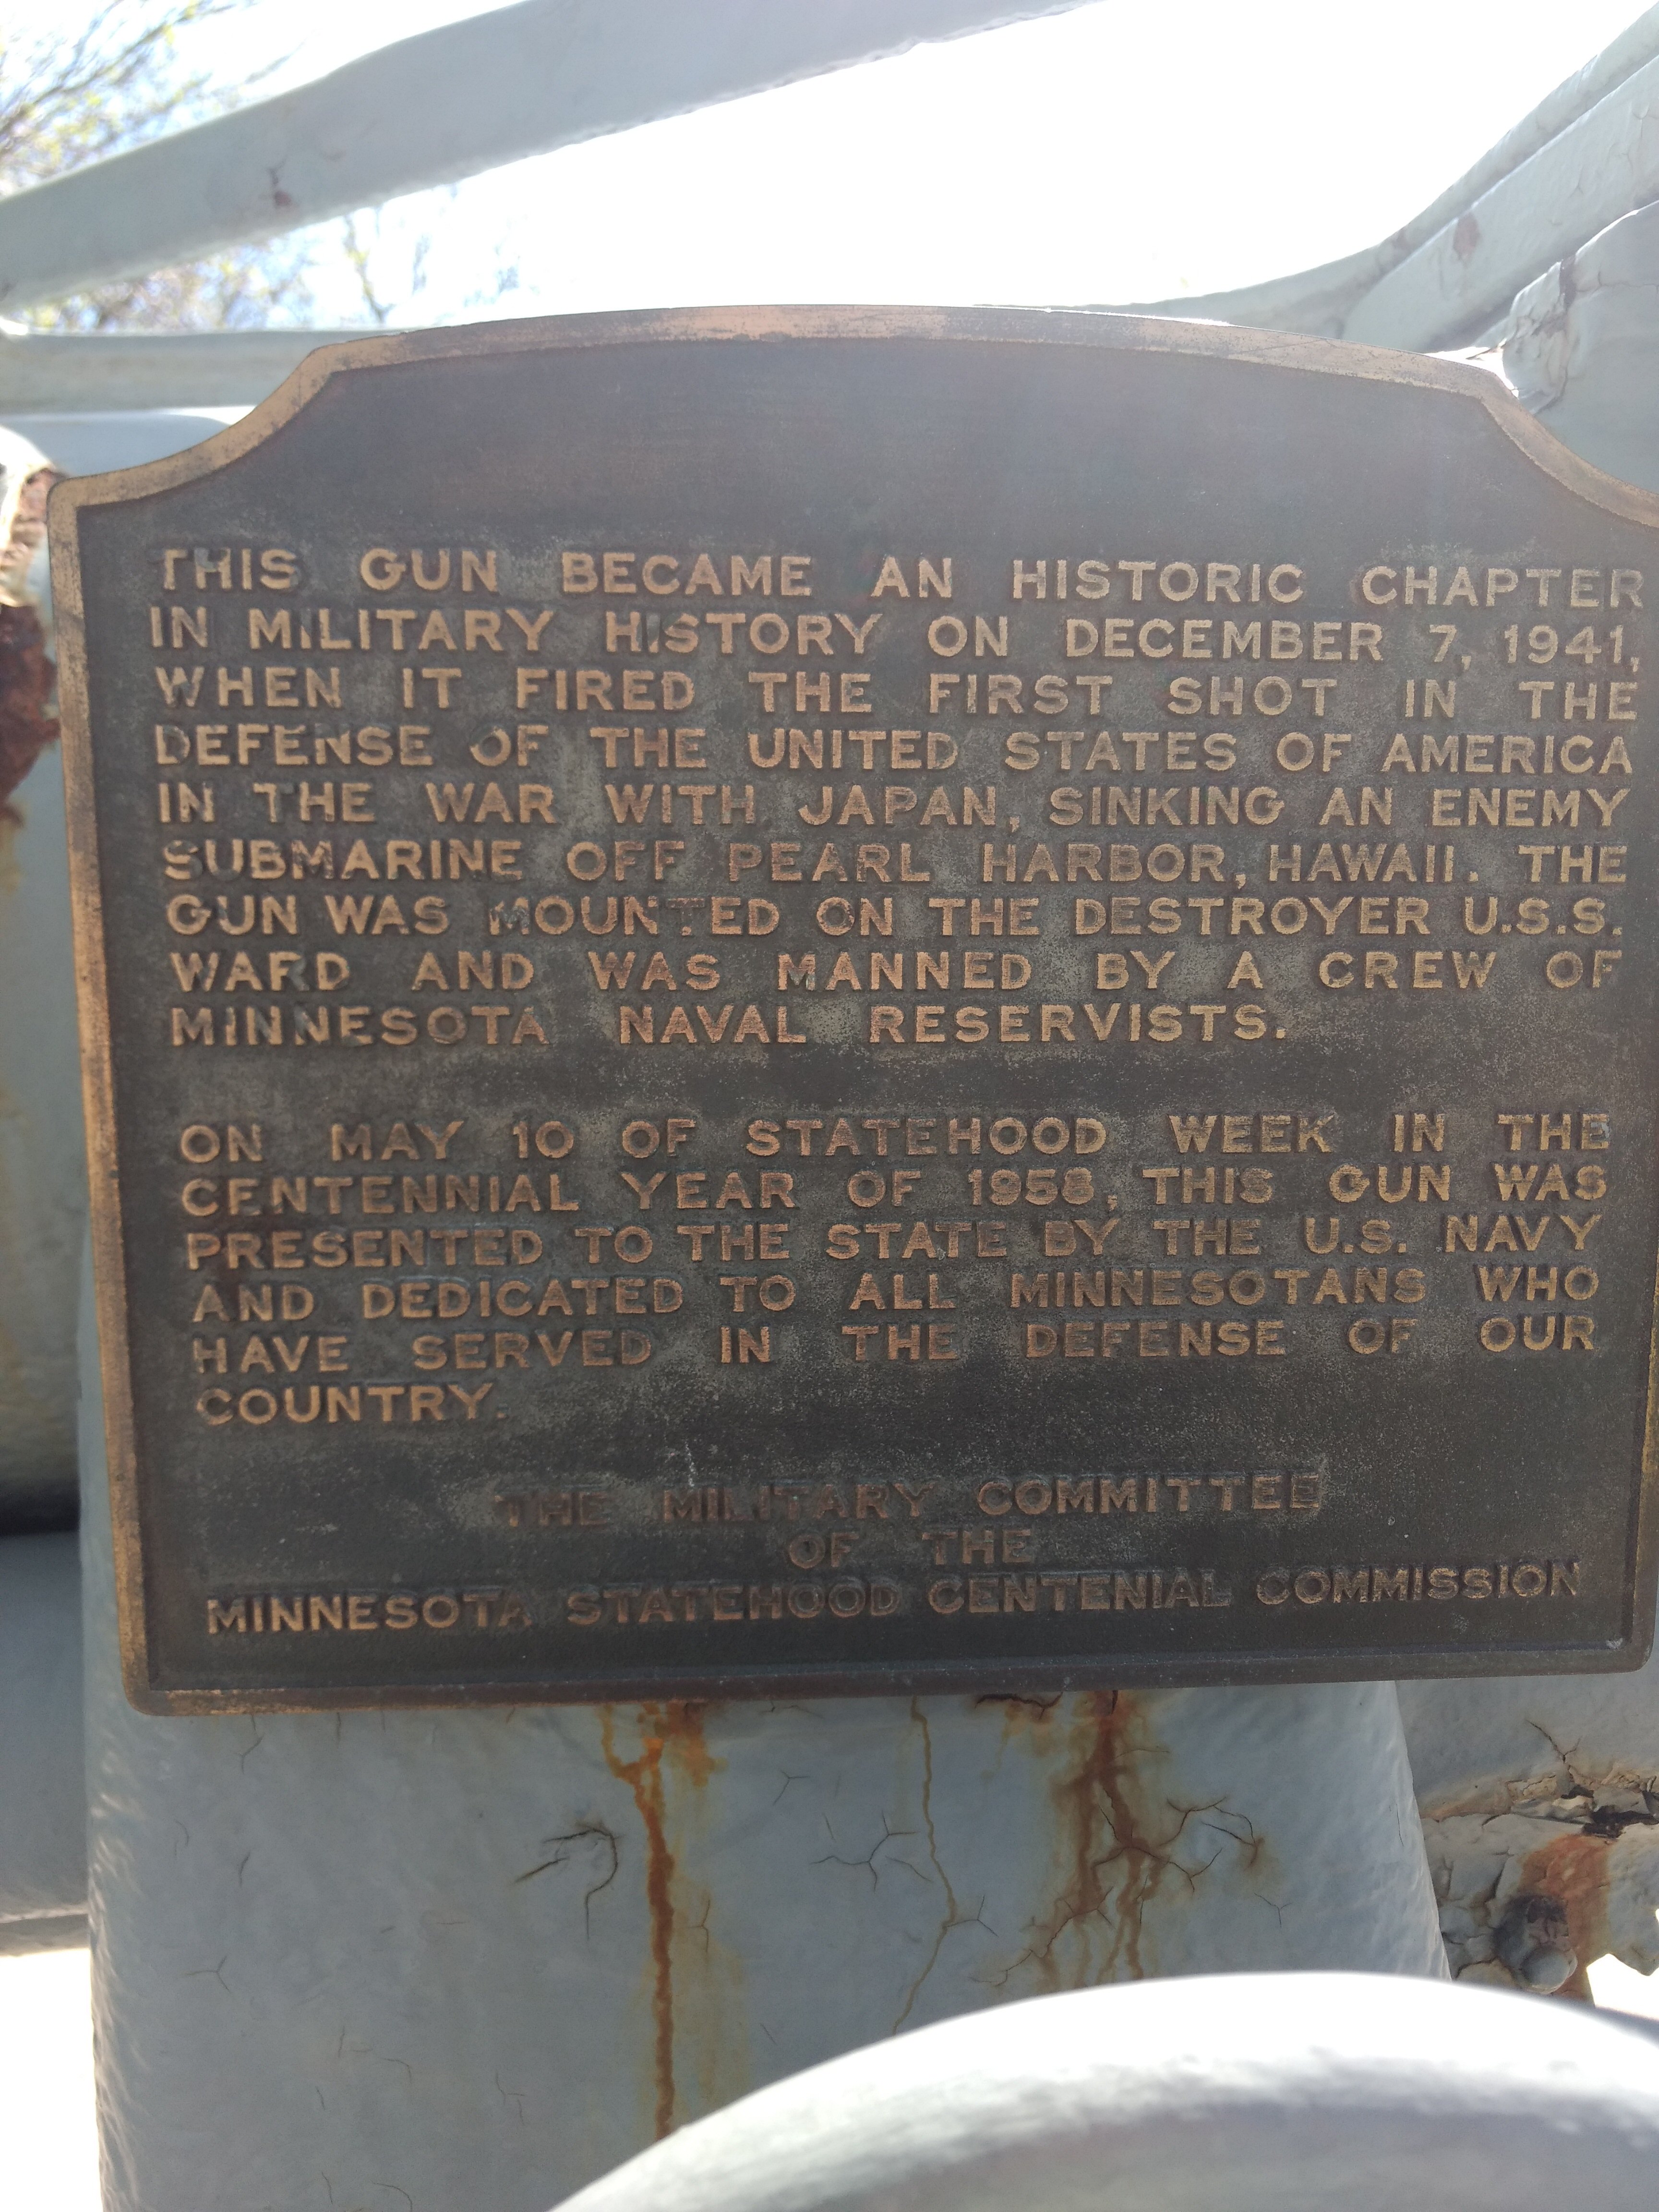 THIS GUN BECAME AN HISTORIC CHAPTER
IN MILITARY HISTORY ON DECEMBER 7, 1941,
WHEN IT FIRED THE FIRST SHOT IN THE
DEFENSE OF THE UNITED STATES OF AMERICA
IN THE WAR WITH JAPAN, SINKING AN ENEMY
SUBMARINE OFF PEARL HARBOR, HAWAII. THE
GUN WAS MOUNTED ON THE DESTROYER U.S.S.
WARD AND WAS MANNED BY A CREW OF
MINNESOTA NAVAL RESERVISTS.
ON MAY 10 OF STATEHOOD WEEK IN THE
CENTENNIAL YEAR OF 1958, THIS GUN WAS
PRESENTED TO THE STATE BY THE U.S. NAVY
AND DEDICATED TO ALL MINNESOTANS WHO
HAVE SERVED IN THE DEFENSE OF OUR
COUNTRY.
THE MILITARY COMMITTEE
OF THE
MINNESOTA STATEHOOD CENTENIAL COMMISSION